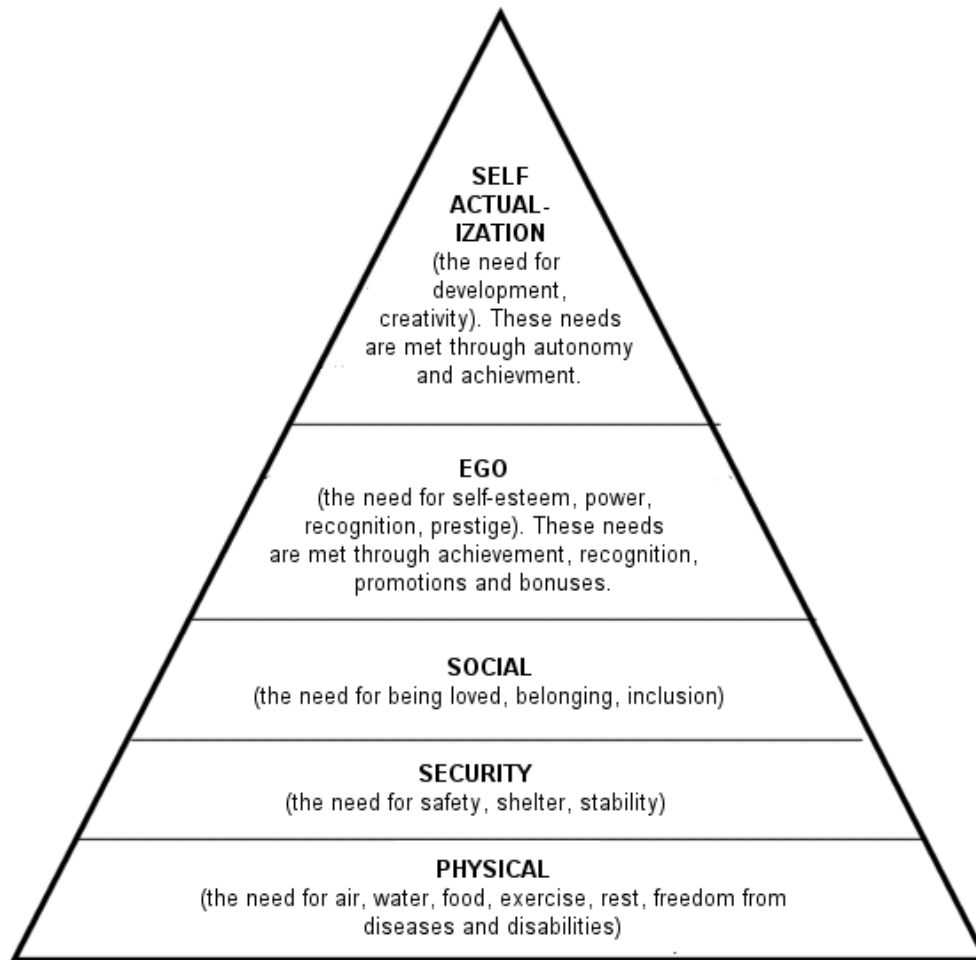 SELF
ACTUAL-
IZATION
(the need for
development,
creativity). These needs
are met through autonomy
and achievment.
EGO
(the need for self-esteem, power,
recognition, prestige). These needs
are met through achievement, recognition,
promotions and bonuses.
SOCIAL
(the need for being loved, belonging, inclusion)
SECURITY
(the need for safety, shelter, stability)
PHYSICAL
(the need for air, water, food, exercise, rest, freedom from
diseases and disabilities)